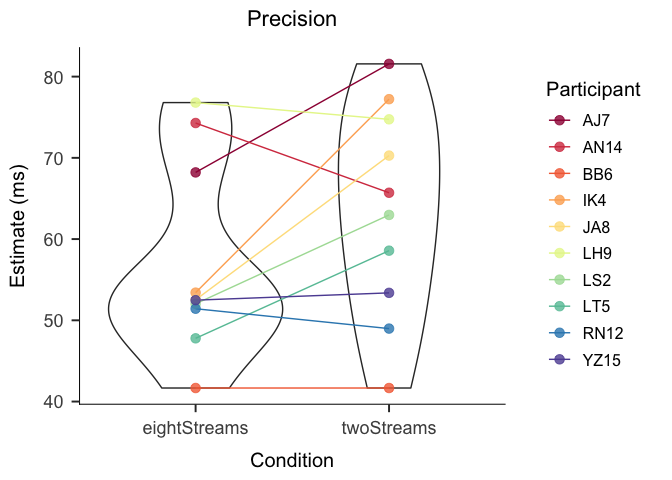 Precision
Estimate (ms)
80
70
60
50
40
eightStreams
twoStreams
Condition
Participant
AJ7
AN14
BB6
IK4
JA8
LH9
LS2
LT5
RN12
YZ15